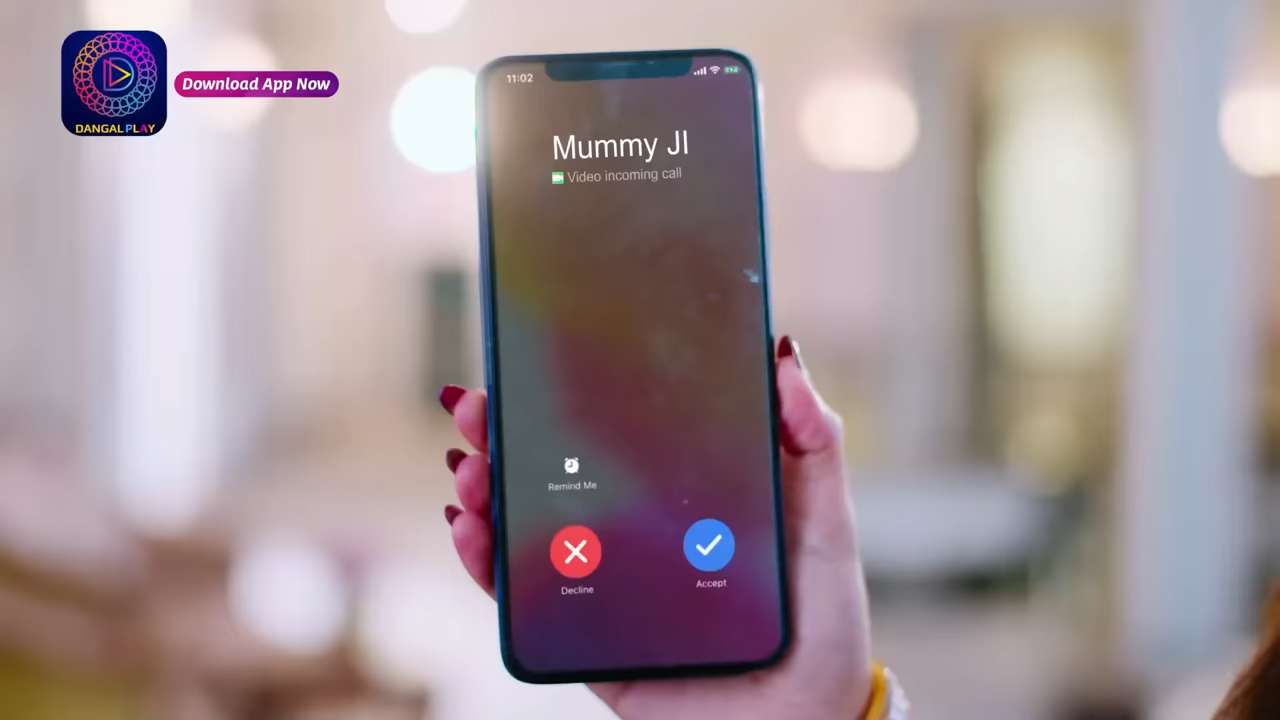 DANGAL PLAY
Download App Now
11:02
Mummy JI
Video incoming call
Remind Me
Decline
Accept